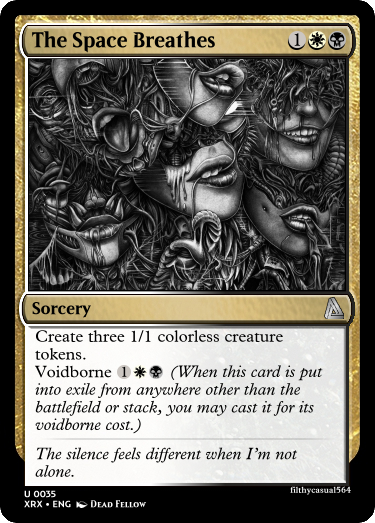 The Space Breathes 1
Sorcery
Create three 1/1 colorless creature
tokens.
Voidborne 1 (When this card is put
into exile from anywhere other than the
battlefield or stack, you may cast it for its
voidborne cost.)
The silence feels different when I'm not
alone.
U 0035
filthycasual564
XRX • ENG Dead Fellow